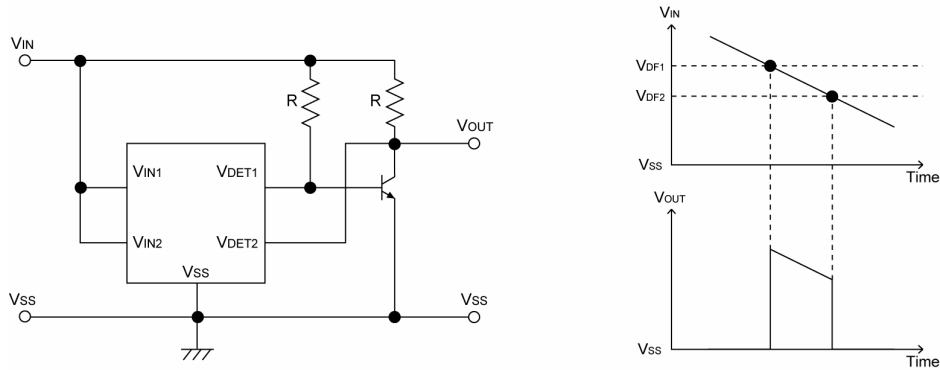 VIN
R
R
VOUT
VIN1
VDET1
VIN2
VDET2
VSS
VSS
VSS
VIN
VDF1
VDF2
VSS
Time
VOUT
VSS
Time